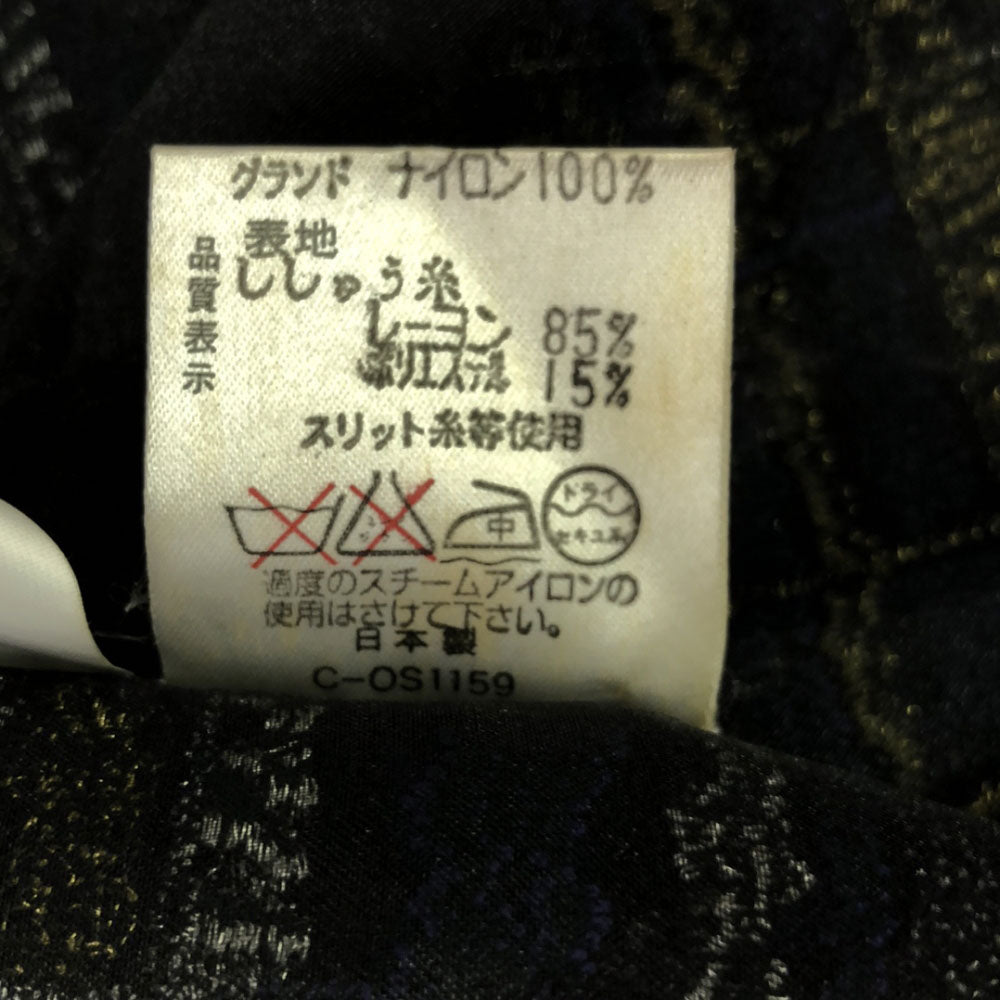 グランド ナイロン100%
品質表示
表地
ししゅう糸
レーヨン 85%
ポリエステル 15%
スリット糸等使用
中
ドライ
セキユ系
過度のスチームアイロンの
使用はさけて下さい。
日本製
C-OS1159